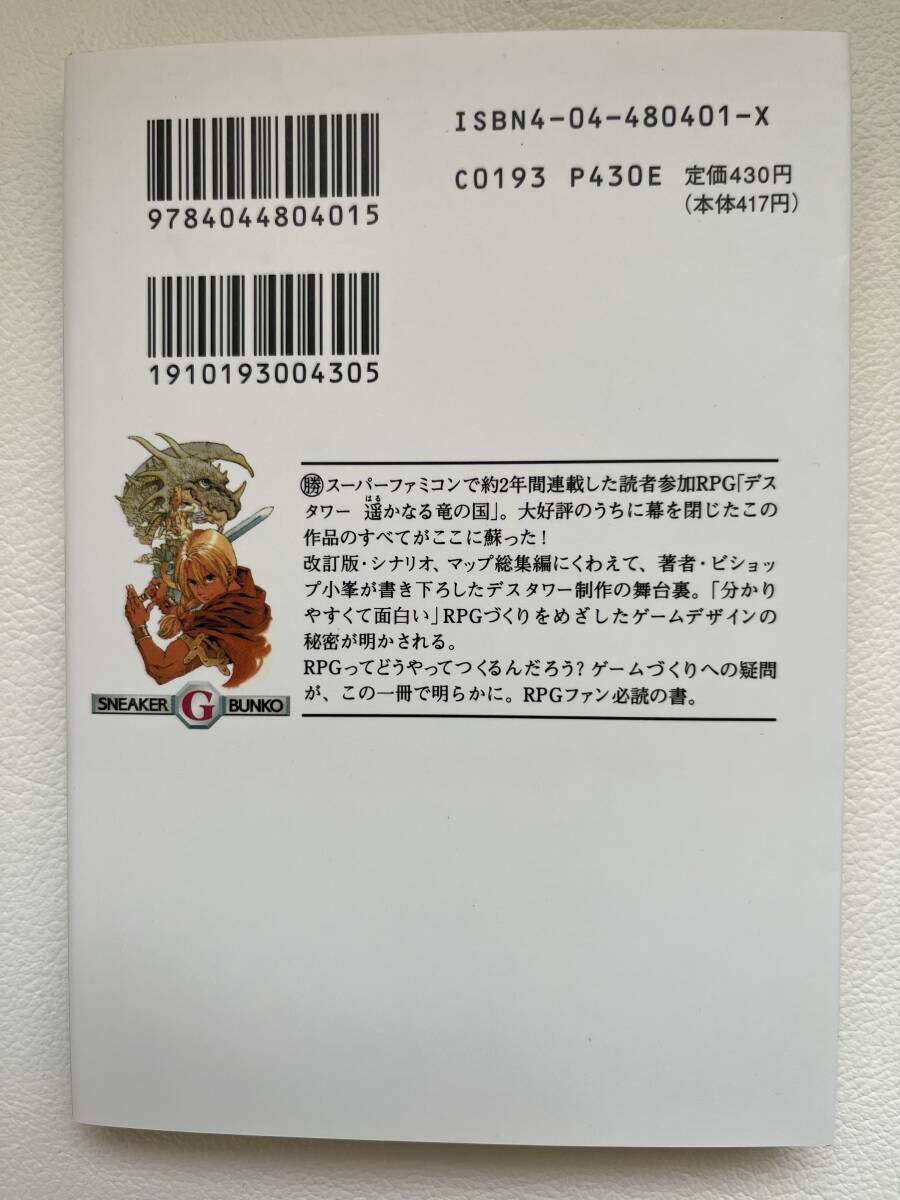 ISBN4-04-480401-X
C0193 P430E 定価430円
(本体417円)
9784044804015
1910193004305
㊝スーパーファミコンで約2年間連載した読者参加RPG「デス
タワー 遥かなる竜の国」。大好評のうちに幕を閉じたこの
作品のすべてがここに蘇った！
改訂版・シナリオ、マップ総集編にくわえて、著者・ビショッ
プ小峯が書き下ろしたデスタワー制作の舞台裏。「分かり
やすくて面白い」RPGづくりをめざしたゲームデザインの
秘密が明かされる。
RPGってどうやってつくるんだろう？ゲームづくりへの疑問
が、この一冊で明らかに。RPGファン必読の書。
SNEAKER G BUNKO